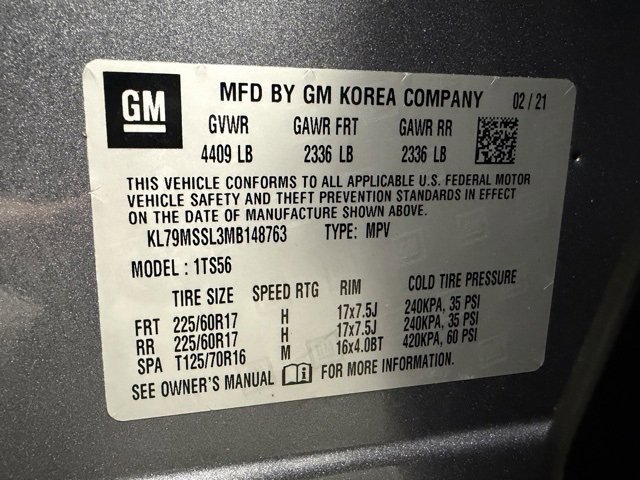 GM
MFD BY GM KOREA COMPANY 02 / 21
GVWR GAWR FRT GAWR RR
4409 LB 2336 LB 2336 LB
THIS VEHICLE CONFORMS TO ALL APPLICABLE U.S. FEDERAL MOTOR
VEHICLE SAFETY AND THEFT PREVENTION STANDARDS IN EFFECT
ON THE DATE OF MANUFACTURE SHOWN ABOVE.
KL79MSSL3MB148763 TYPE: MPV
MODEL : 1TS56
TIRE SIZE SPEED RTG RIM COLD TIRE PRESSURE
FRT 225/60R17 H 17x7.5J 240KPA, 35 PSI
RR 225/60R17 H 17x7.5J 240KPA, 35 PSI
SPA T125/70R16 M 16x4.0BT 420KPA, 60 PSI
SEE OWNER'S MANUAL FOR MORE INFORMATION.